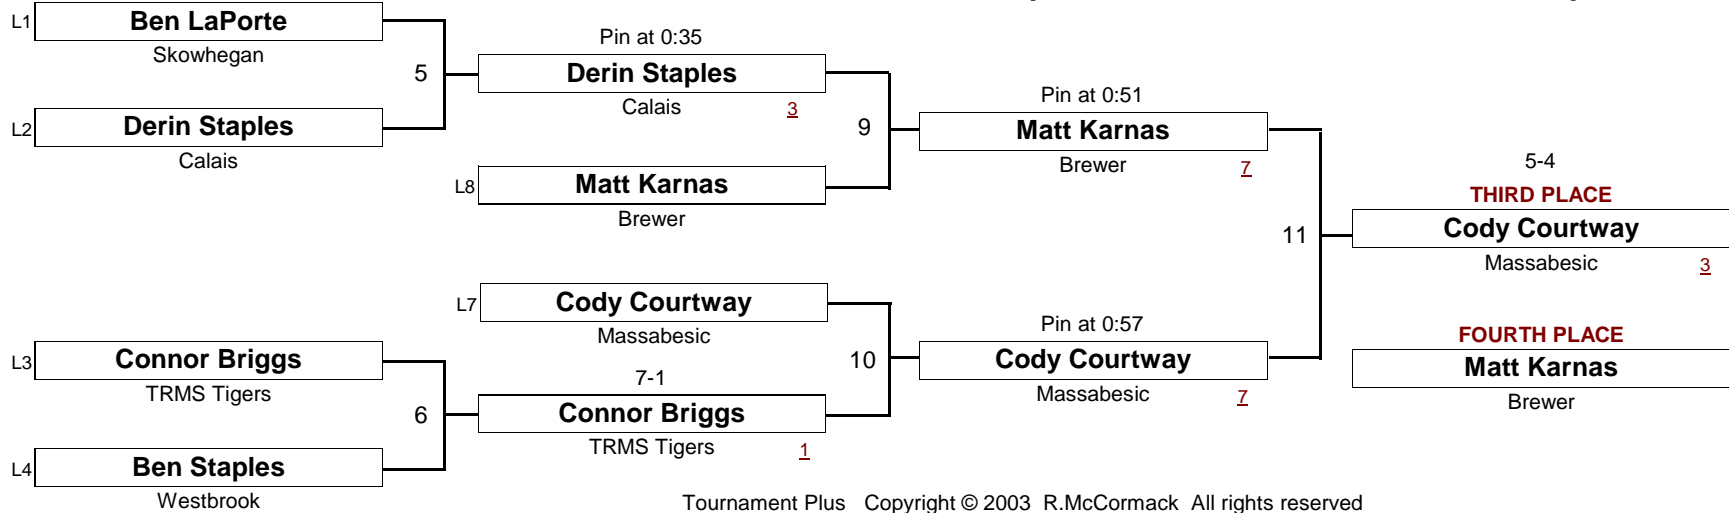 L1 Ben LaPorte
Skowhegan
5
L2 Derin Staples
Calais
Pin at 0:35
Derin Staples
Calais 3
9
L8 Matt Karnas
Brewer
Pin at 0:51
Matt Karnas
Brewer 7
L7 Cody Courtway
Massabesic
10
L3 Connor Briggs
TRMS Tigers
6
L4 Ben Staples
Westbrook
7-1
Connor Briggs
TRMS Tigers 1
Pin at 0:57
Cody Courtway
Massabesic 7
11
5-4
THIRD PLACE
Cody Courtway
Massabesic 3
FOURTH PLACE
Matt Karnas
Brewer
Tournament Plus Copyright © 2003 R.McCormack All rights reserved